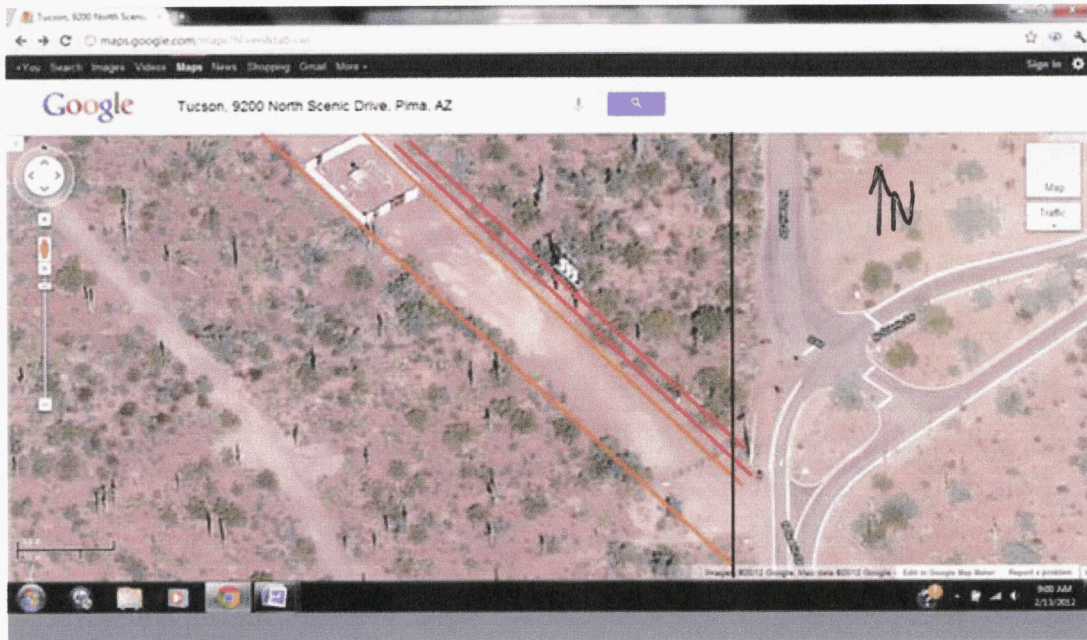 Tucson, 9200 North Scenic
maps.google.com
+You Search Images Videos Maps News Shopping Gmail More
Sign in
Google
Tucson, 9200 North Scenic Drive, Pima, AZ
N
Map
Traffic
Imagery ©2012 Google, Map data ©2012 Google - Edit in Google Map Maker Report a problem
9:00 AM
2/13/2012